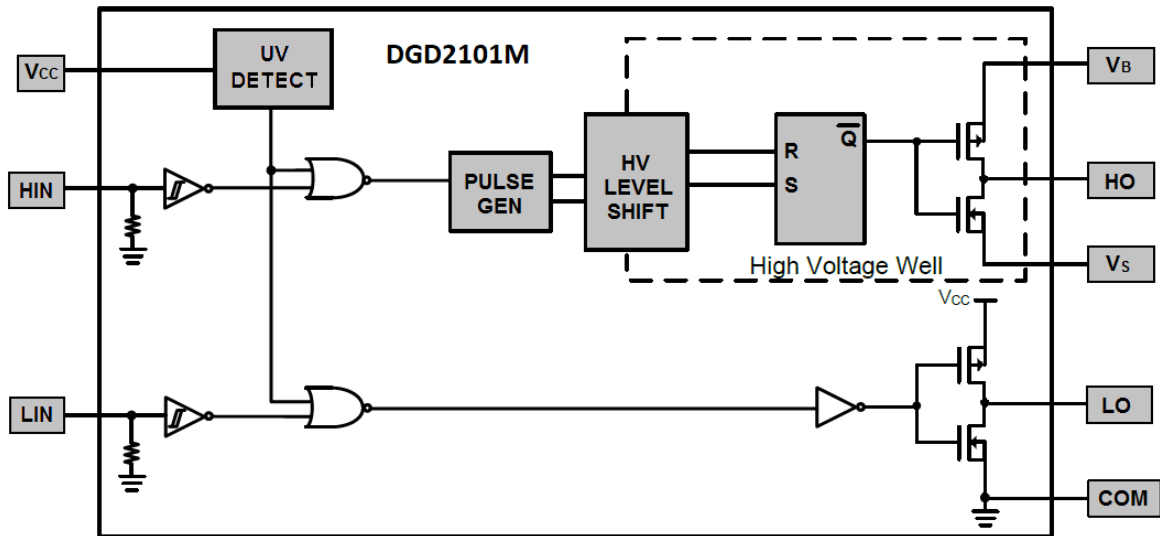 DGD2101M
UV
DETECT
VCC
VB
HIN
PULSE
GEN
HV
LEVEL
SHIFT
R
S
Q̅
HO
High Voltage Well
VS
VCC
LIN
LO
COM